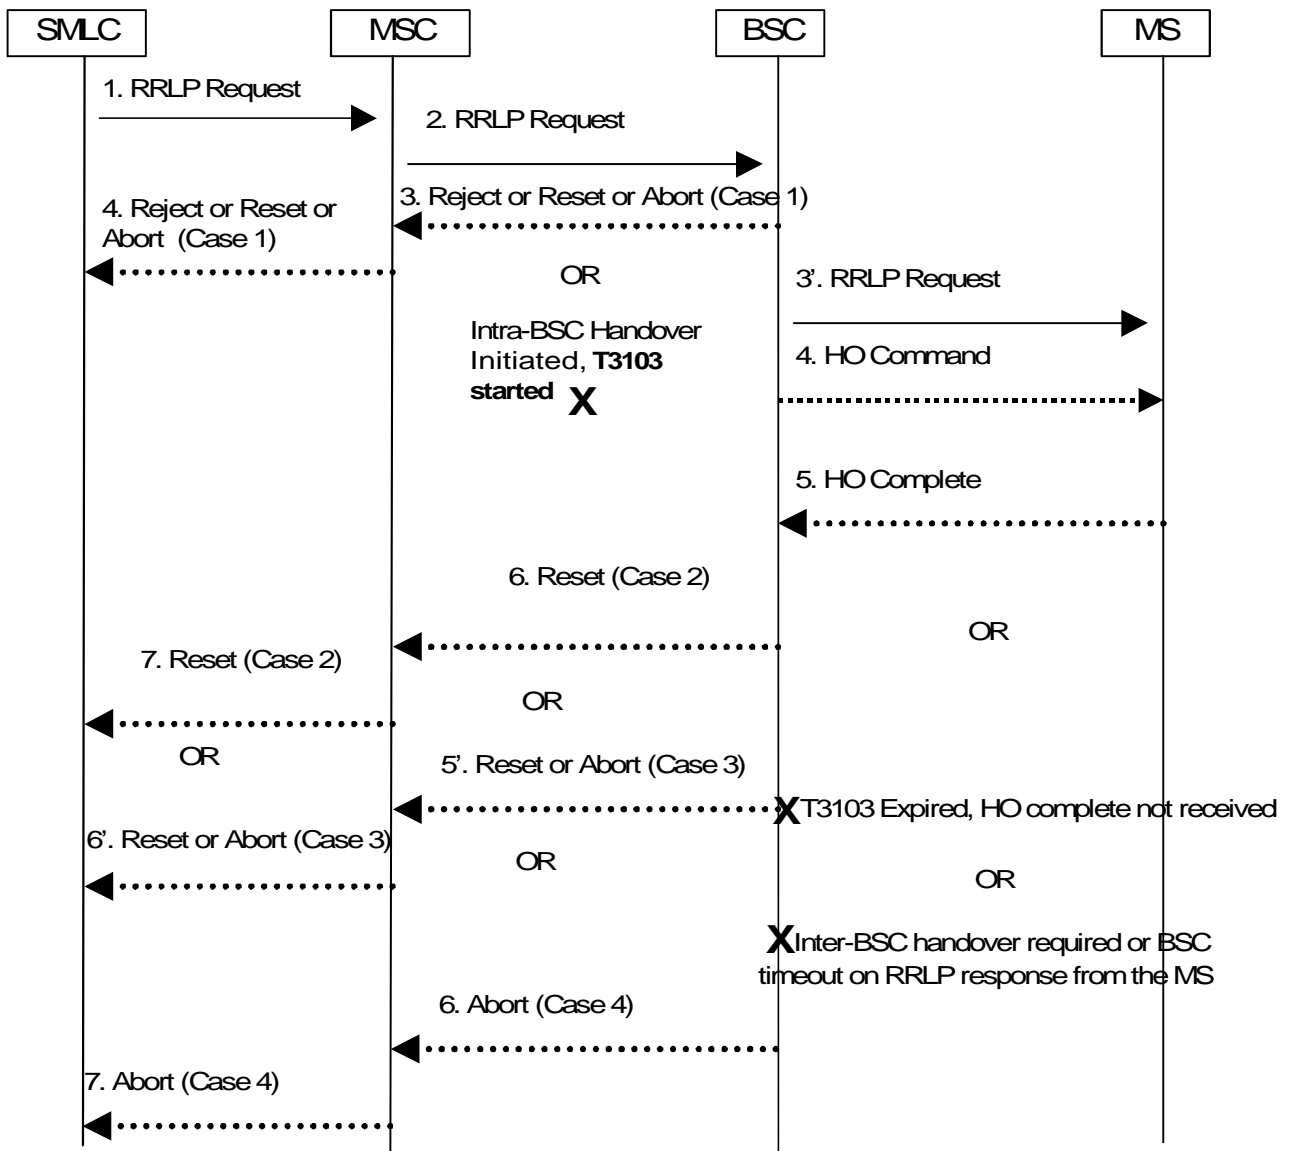 SMLC
MSC
BSC
MS
1. RRLP Request
2. RRLP Request
3. Reject or Reset or Abort (Case 1)
4. Reject or Reset or
Abort (Case 1)
OR
3’. RRLP Request
Intra-BSC Handover
Initiated, T3103
started X
4. HO Command
5. HO Complete
6. Reset (Case 2)
OR
7. Reset (Case 2)
OR
OR
5’. Reset or Abort (Case 3)
X T3103 Expired, HO complete not received
6’. Reset or Abort (Case 3)
OR
OR
X Inter-BSC handover required or BSC
timeout on RRLP response from the MS
6. Abort (Case 4)
7. Abort (Case 4)